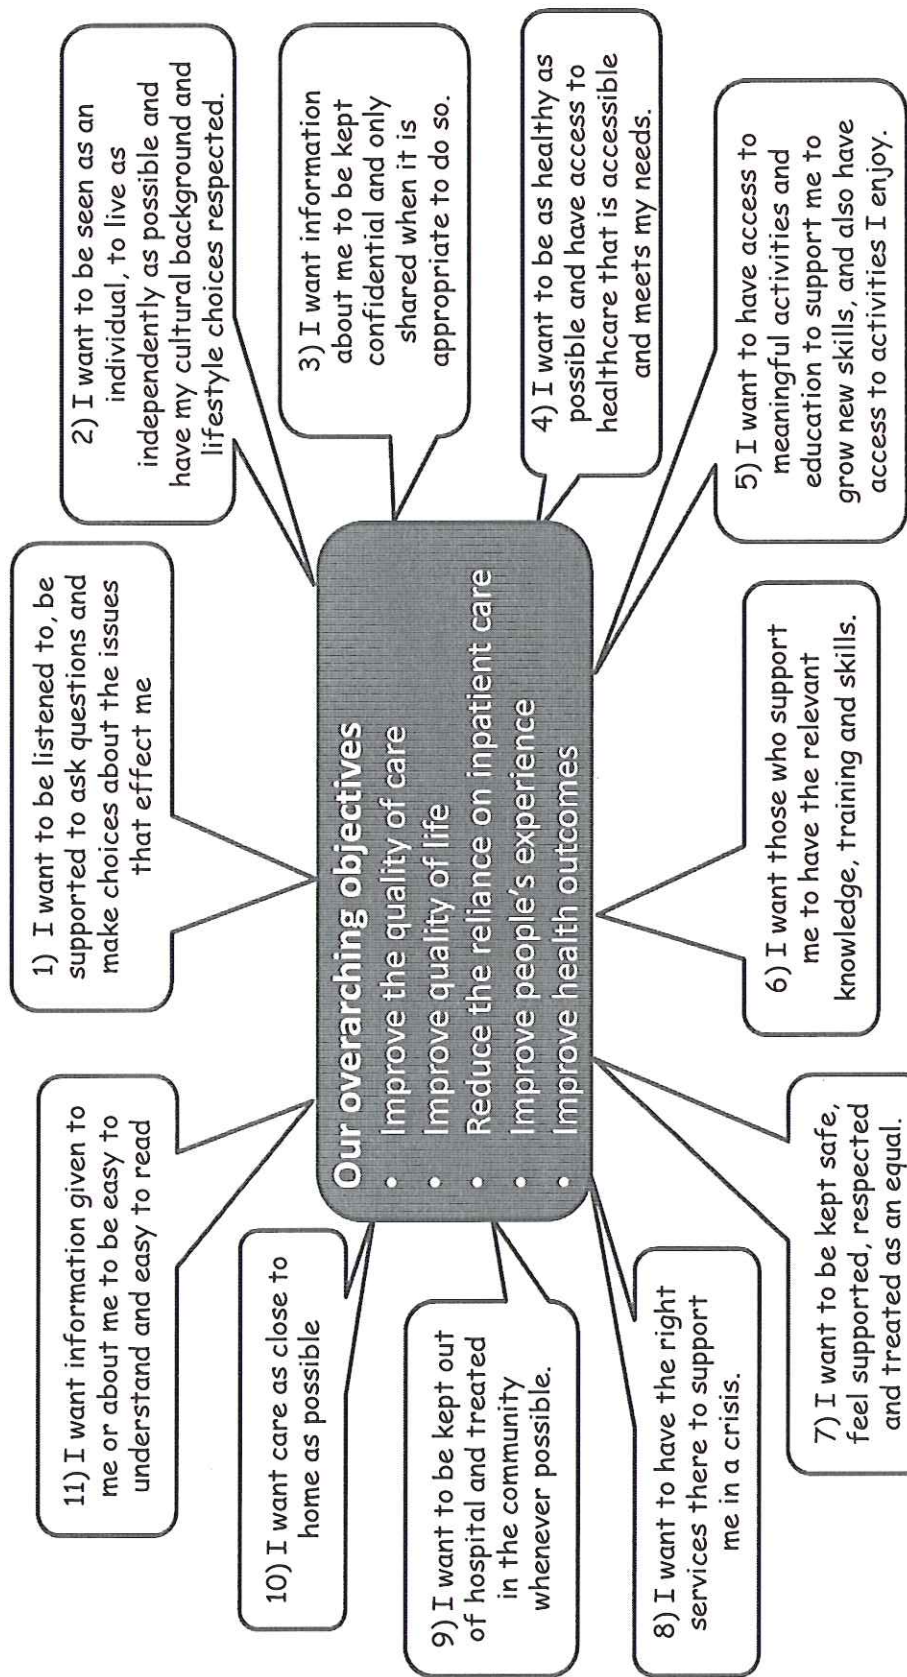 1) I want to be listened to, be
supported to ask questions and
make choices about the issues
that effect me
2) I want to be seen as an
individual, to live as
independently as possible and
have my cultural background and
lifestyle choices respected.
3) I want information
about me to be kept
confidential and only
shared when it is
appropriate to do so.
4) I want to be as healthy as
possible and have access to
healthcare that is accessible
and meets my needs.
5) I want to have access to
meaningful activities and
education to support me to
grow new skills, and also have
access to activities I enjoy.
6) I want those who support
me to have the relevant
knowledge, training and skills.
7) I want to be kept safe,
feel supported, respected
and treated as an equal.
8) I want to have the right
services there to support
me in a crisis.
9) I want to be kept out
of hospital and treated
in the community
whenever possible.
10) I want care as close to
home as possible
11) I want information given to
me or about me to be easy to
understand and easy to read
Our overarching objectives
• Improve the quality of care
• Improve quality of life
• Reduce the reliance on inpatient care
• Improve people's experience
• Improve health outcomes